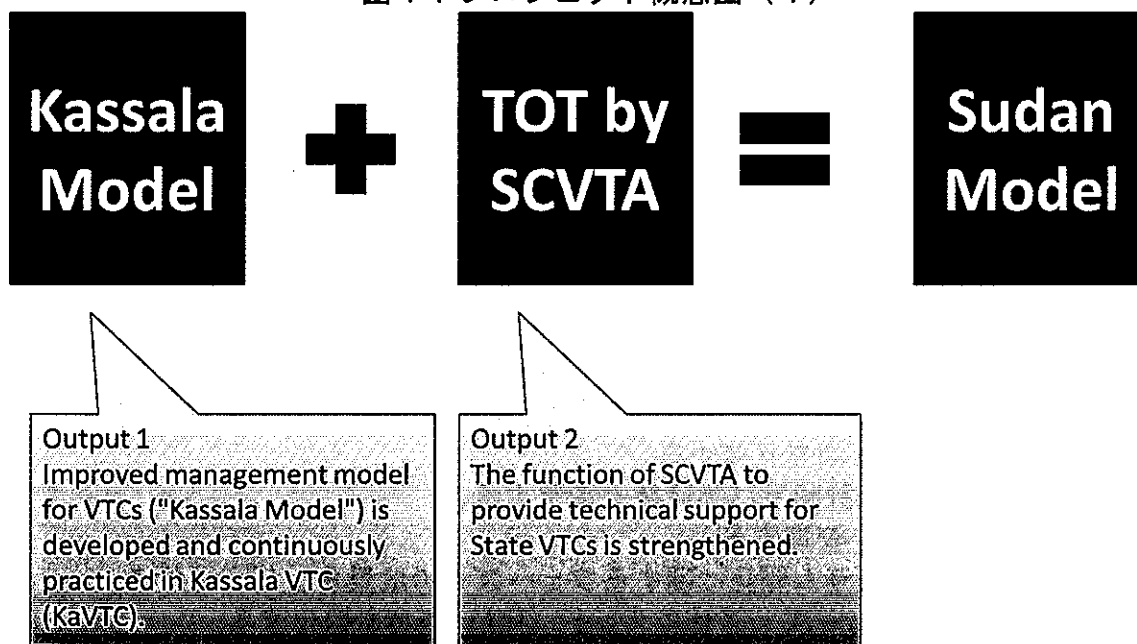 Kassala
Model
TOT by
SCVTA
Sudan
Model
Output 1
Improved management model
for VTCs ("Kassala Model") is
developed and continuously
practiced in Kassala VTC
(KaVTC).
Output 2
The function of SCVTA to
provide technical support for
State VTCs is strengthened.